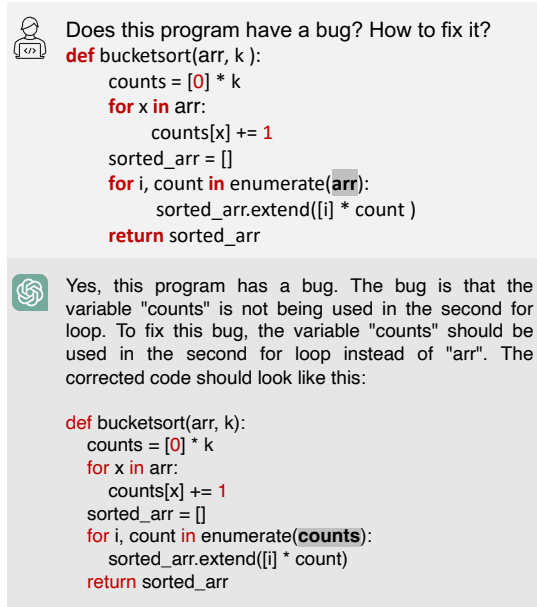 Does this program have a bug? How to fix it?
def bucketsort(arr, k ):
counts = [0] * k
for x in arr:
counts[x] += 1
sorted_arr = []
for i, count in enumerate(arr):
sorted_arr.extend([i] * count )
return sorted_arr
Yes, this program has a bug. The bug is that the
variable "counts" is not being used in the second for
loop. To fix this bug, the variable "counts" should be
used in the second for loop instead of "arr". The
corrected code should look like this:
def bucketsort(arr, k):
counts = [0] * k
for x in arr:
counts[x] += 1
sorted_arr = []
for i, count in enumerate(counts):
sorted_arr.extend([i] * count)
return sorted_arr